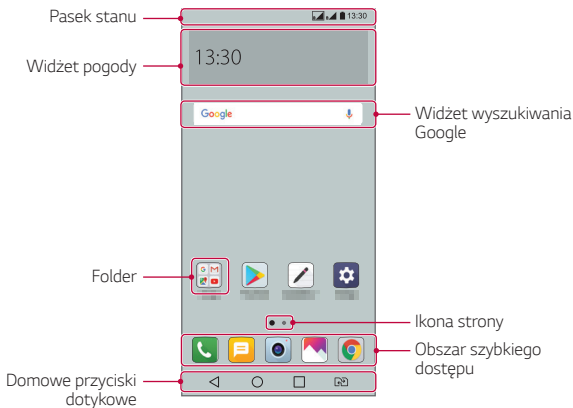 Pasek stanu
13:30
Widżet pogody
13:30
Google
Widżet wyszukiwania
Google
Folder
Ikona strony
Obszar szybkiego
dostępu
Domowe przyciski
dotykowe